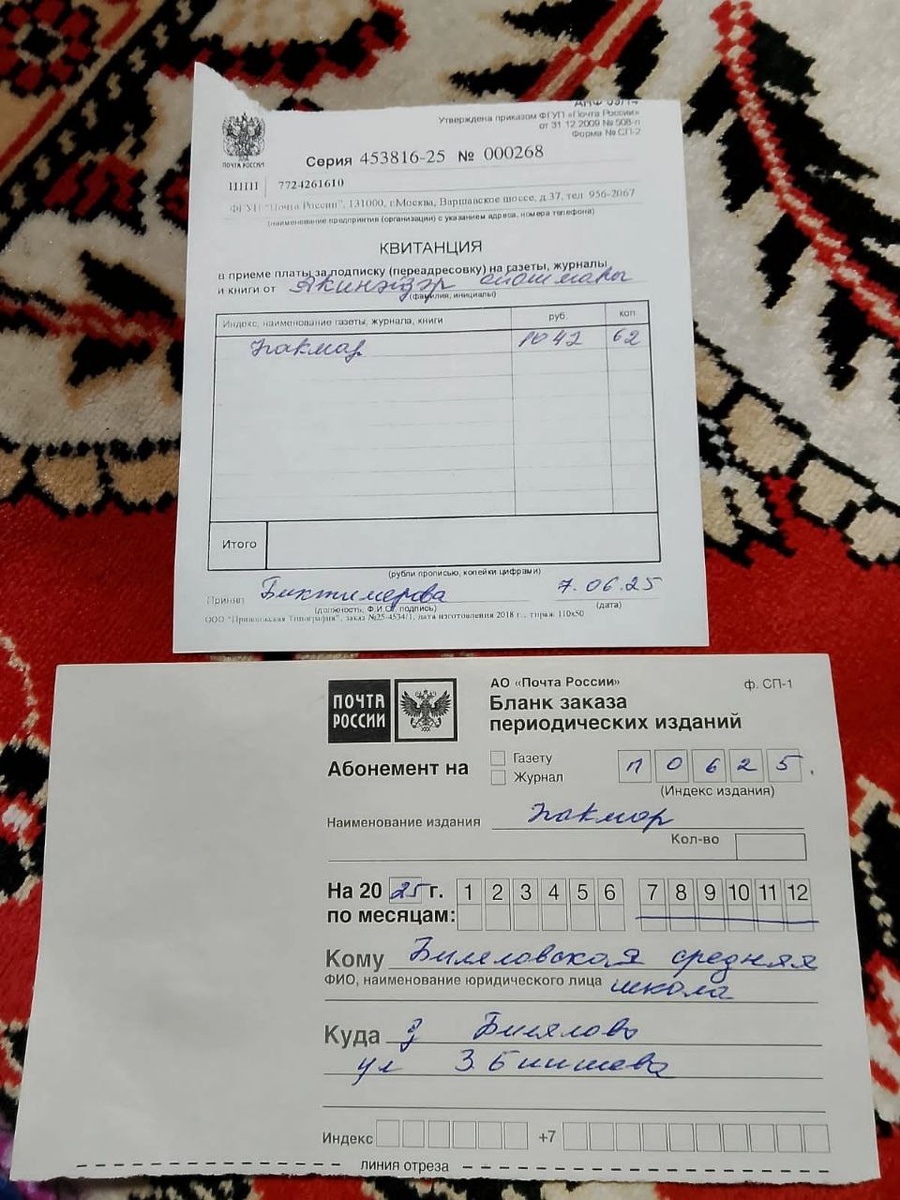 Утверждена приказом ФГУП «Почта России»
от 31 12 2009 № 508-п
Форма № СП-2
ПОЧТА РОССИИ
Серия 453816-25 № 000268
ИНН 7724261610
ФГУП "Почта России", 131000, г.Москва, Варшавское шоссе, д.37, тел 956-2067
(наименование предприятия (организации) с указанием адреса, номера телефона)
КВИТАНЦИЯ
в приеме платы за подписку (переадресовку) на газеты, журналы
и книги от
(фамилия, инициалы)
Индекс, наименование газеты, журнала, книги руб. коп
1042 62
Итого
(рубли прописью, копейки цифрами)
Принял Биктимерова 7.06.25
(должность, Ф.И.О. подпись) (дата)
ООО "Приволжская Типография", заказ №25-4534/1, дата изготовления 2018 г., тираж 110х50
ПОЧТА РОССИИ
АО «Почта России» ф. СП-1
Бланк заказа
периодических изданий
Абонемент на
Газету
Журнал
П 0 6 2 5
(Индекс издания)
Наименование издания
Кол-во
На 20 25 г. 1 2 3 4 5 6 7 8 9 10 11 12
по месяцам:
Кому Билаловская средняя
ФИО, наименование юридического лица школа
Куда Билялово
ул З. Биишева
Индекс +7
линия отреза